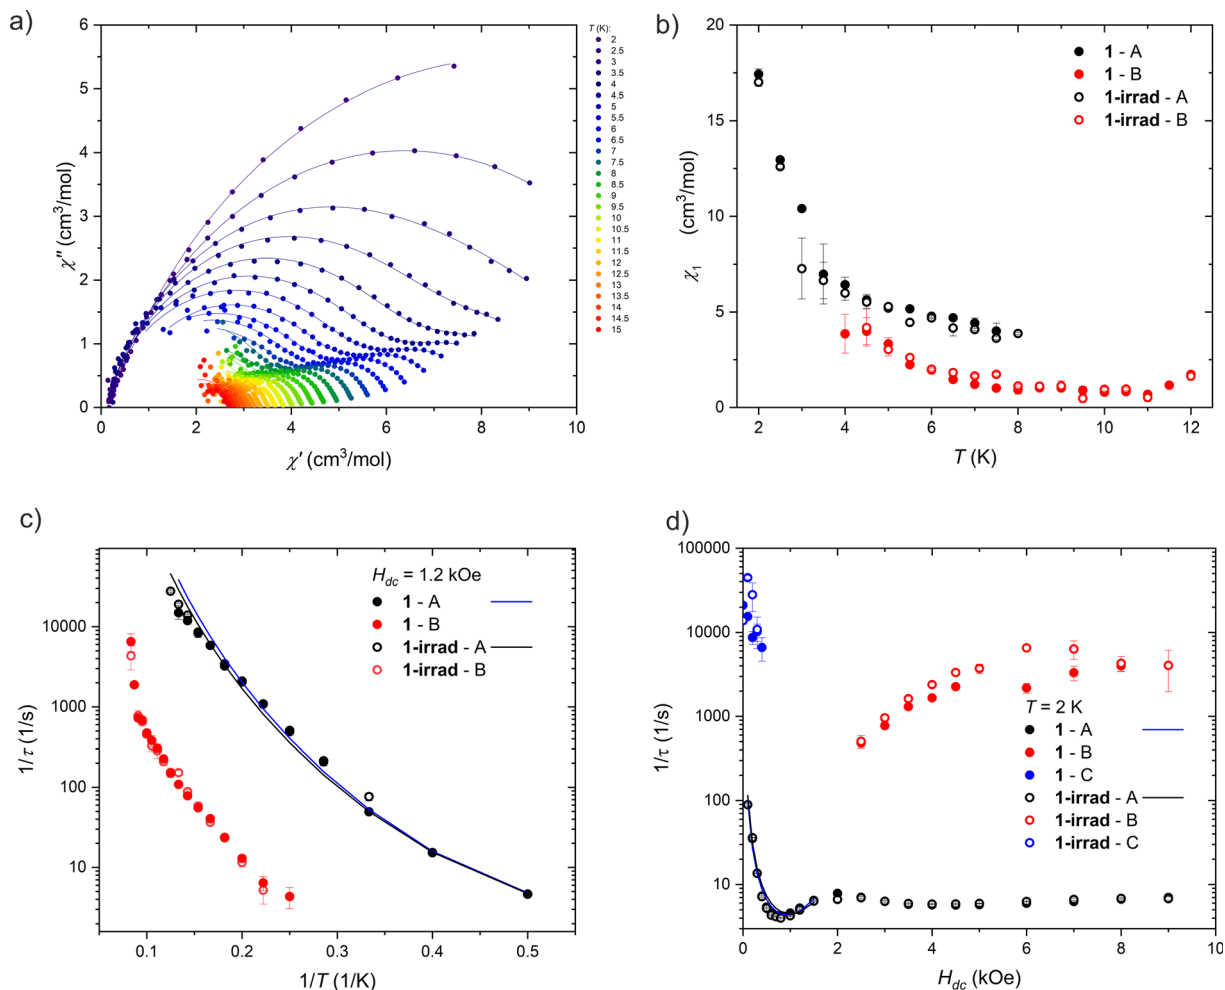 a)
6
5
4
3
2
1
0
χ″ (cm³/mol)
0 2 4 6 8 10
χ′ (cm³/mol)
T (K):
2
2.5
3
3.5
4
4.5
5
5.5
6
6.5
7
7.5
8
8.5
9
9.5
10
10.5
11
11.5
12
12.5
13
13.5
14
14.5
15
b)
20
15
10
5
0
χ₁ (cm³/mol)
1 - A
1 - B
1-irrad - A
1-irrad - B
2 4 6 8 10 12
T (K)
c)
10000
1000
100
10
1/τ (1/s)
H_dc = 1.2 kOe
1 - A
1 - B
1-irrad - A
1-irrad - B
0.1 0.2 0.3 0.4 0.5
1/T (1/K)
d)
100000
10000
1000
100
10
1/τ (1/s)
T = 2 K
1 - A
1 - B
1 - C
1-irrad - A
1-irrad - B
1-irrad - C
0 2 4 6 8 10
H_dc (kOe)